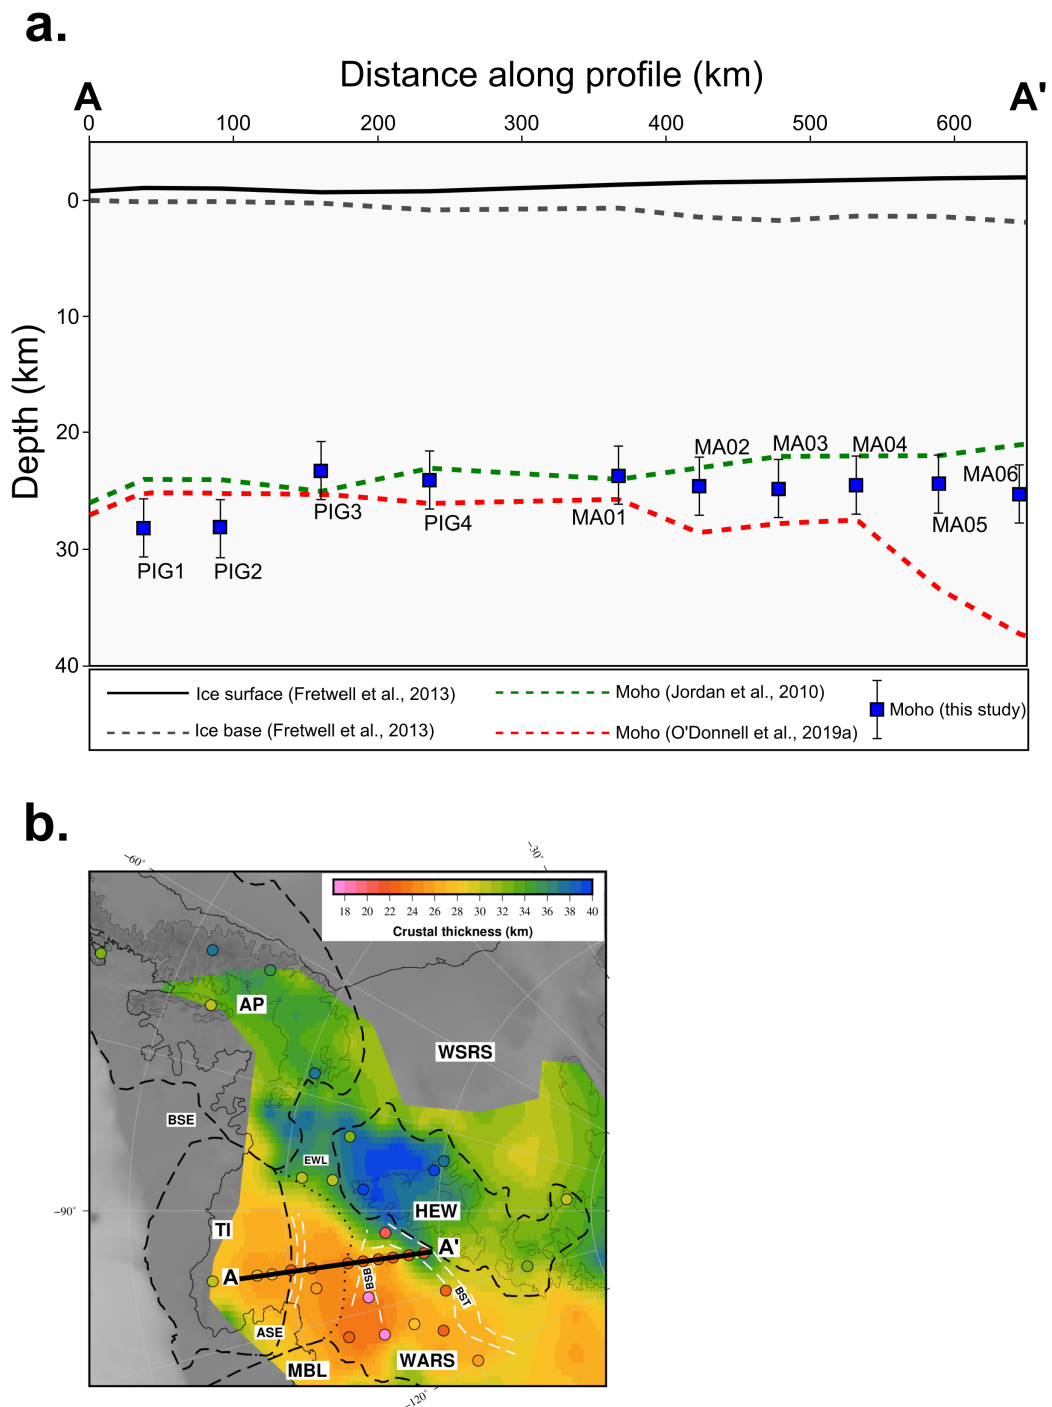 a.
Distance along profile (km)
A
A'
0 100 200 300 400 500 600
Depth (km)
0
10
20
30
40
PIG1
PIG2
PIG3
PIG4
MA01
MA02
MA03
MA04
MA05
MA06
Ice surface (Fretwell et al., 2013)
Moho (Jordan et al., 2010)
Moho (this study)
Ice base (Fretwell et al., 2013)
Moho (O'Donnell et al., 2019a)
b.
−60°
−30°
18 20 22 24 26 28 30 32 34 36 38 40
Crustal thickness (km)
AP
WSRS
BSE
EWL
−90°
HEW
TI
A'
A
BSB
BST
ASE
MBL
WARS
−120°